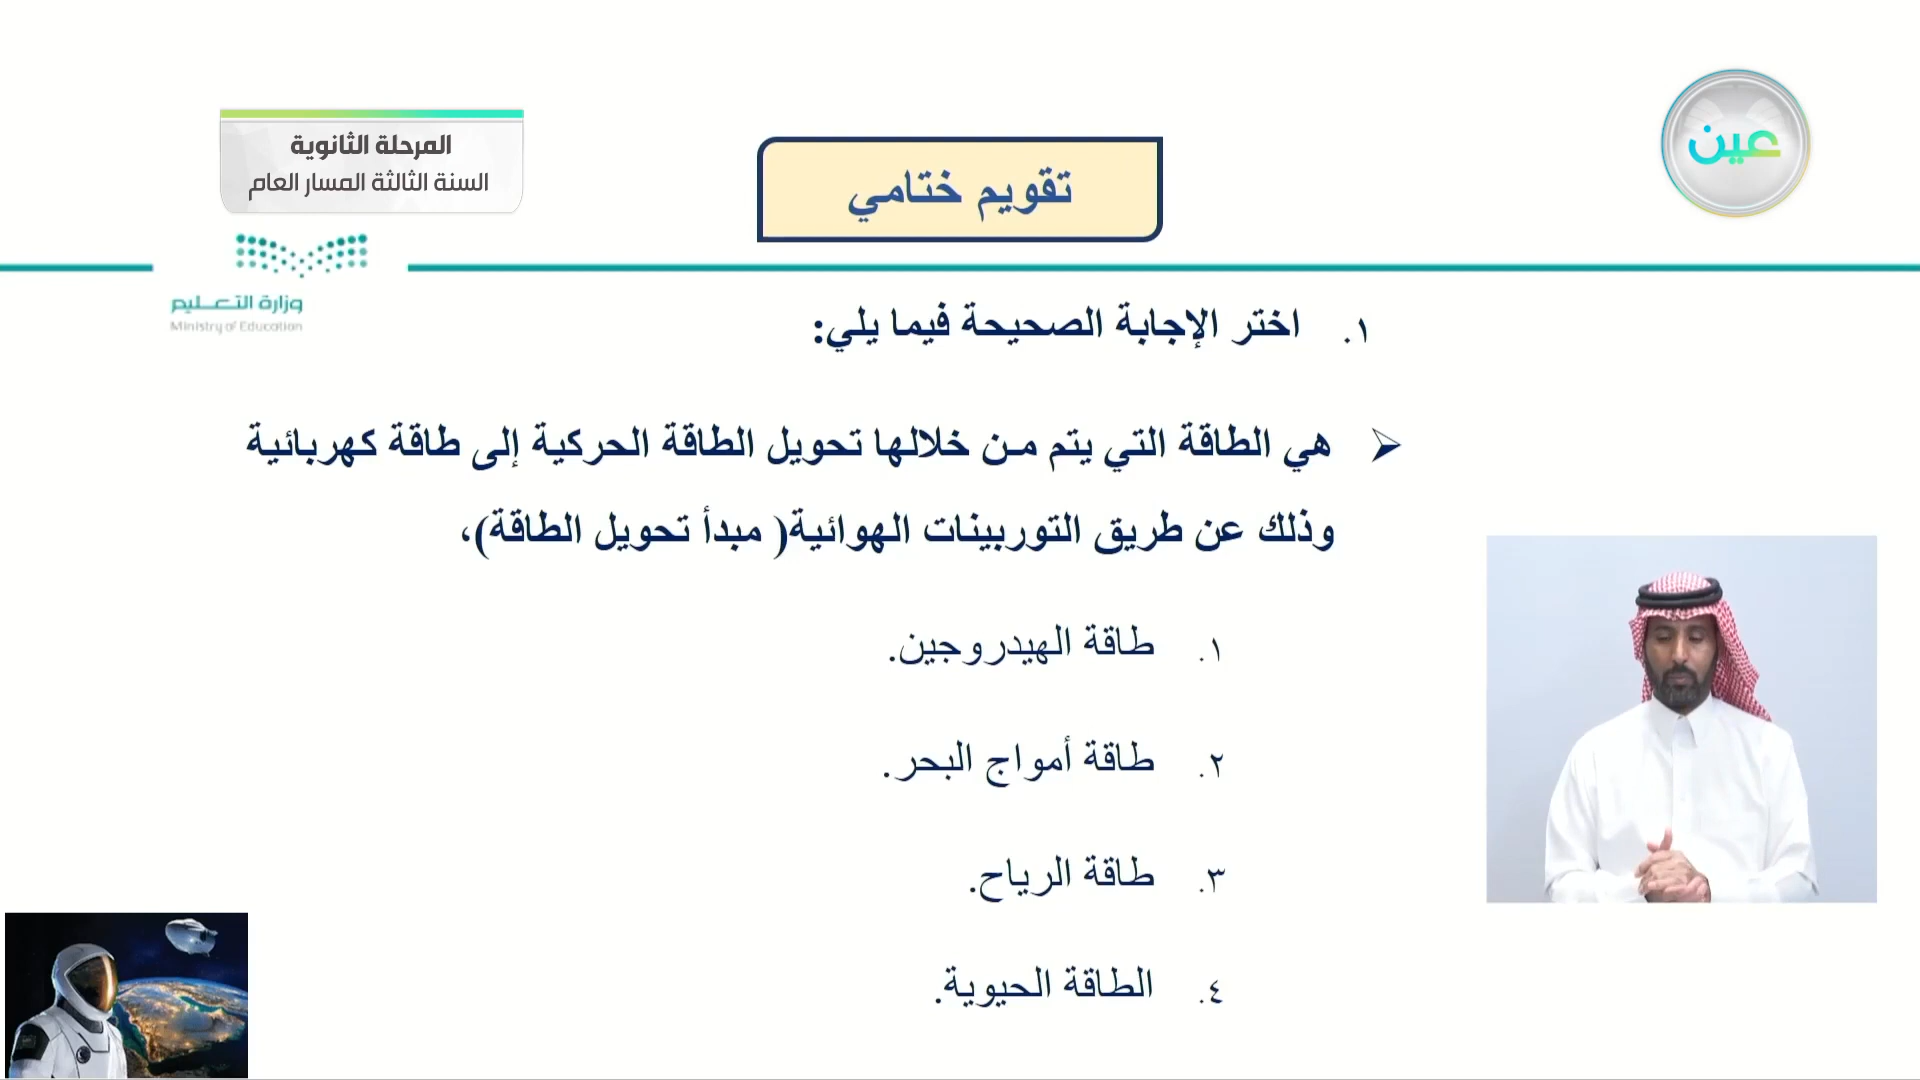 عين
المرحلة الثانوية
السنة الثالثة المسار العام
تقويم ختامي
وزارة التعـــليم
Ministry of Education
١. اختر الإجابة الصحيحة فيما يلي:
هي الطاقة التي يتم من خلالها تحويل الطاقة الحركية إلى طاقة كهربائية
وذلك عن طريق التوربينات الهوائية( مبدأ تحويل الطاقة)،
١. طاقة الهيدروجين.
٢. طاقة أمواج البحر.
٣. طاقة الرياح.
٤. الطاقة الحيوية.